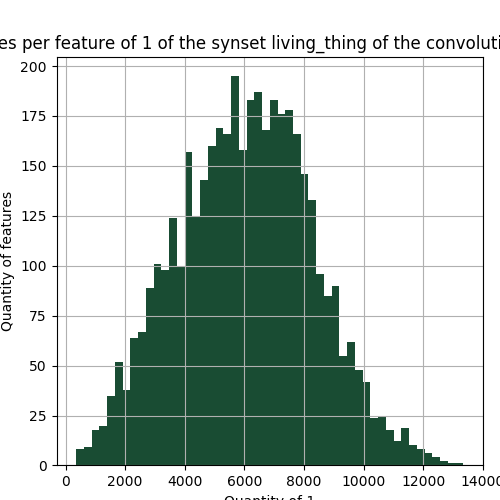 es per feature of 1 of the synset living_thing of the convoluti
200
175
150
125
100
75
50
25
0
Quantity of features
0 2000 4000 6000 8000 10000 12000 14000
Quantity of 1